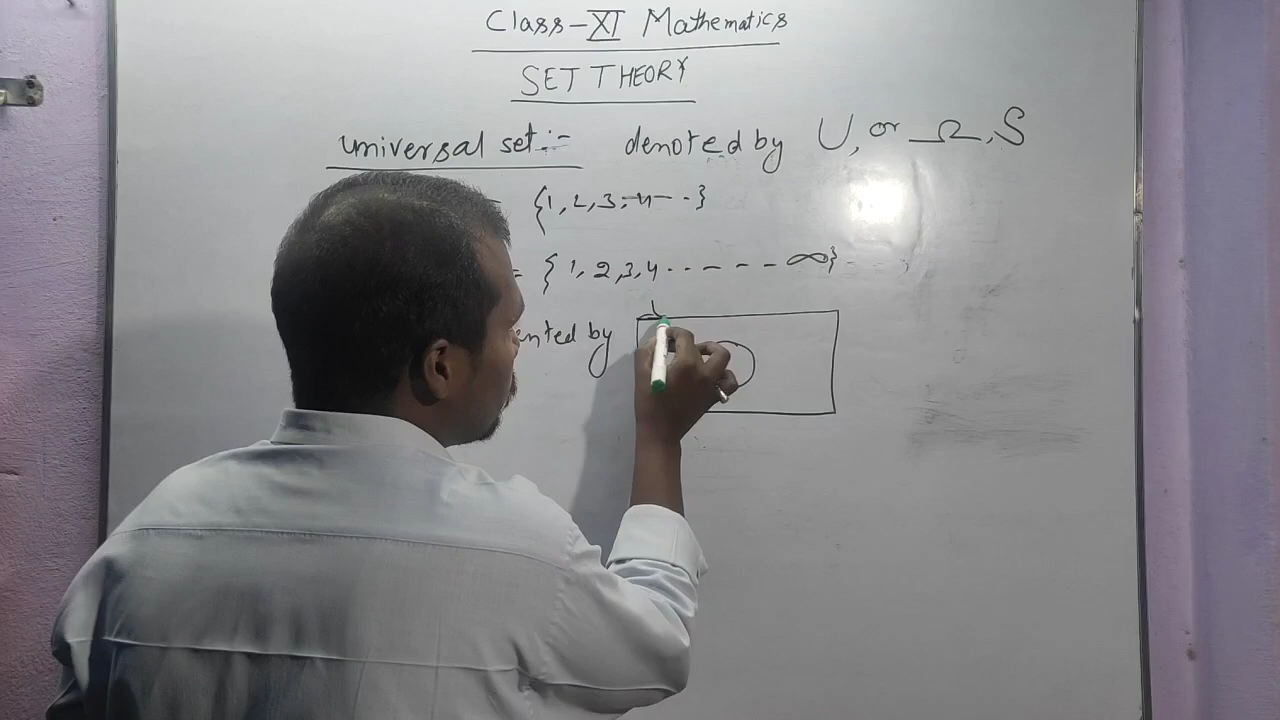 Class-XI Mathematics
SET THEORY
universal set:- denoted by U, or Ω, S
= {1, 2, 3, 4 - - .}
= { 1, 2, 3, 4 . . - - - - ∞}
ented by